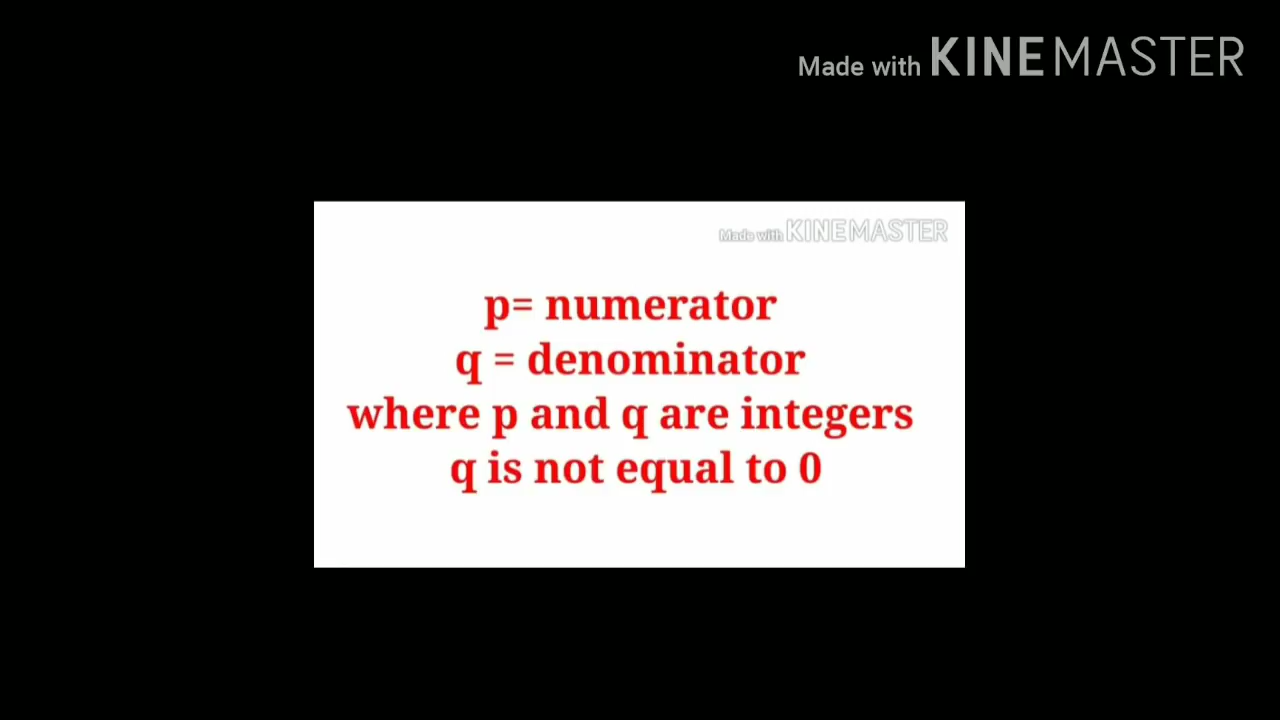 Made with KINEMASTER
Made with KINEMASTER
p= numerator
q = denominator
where p and q are integers
q is not equal to 0